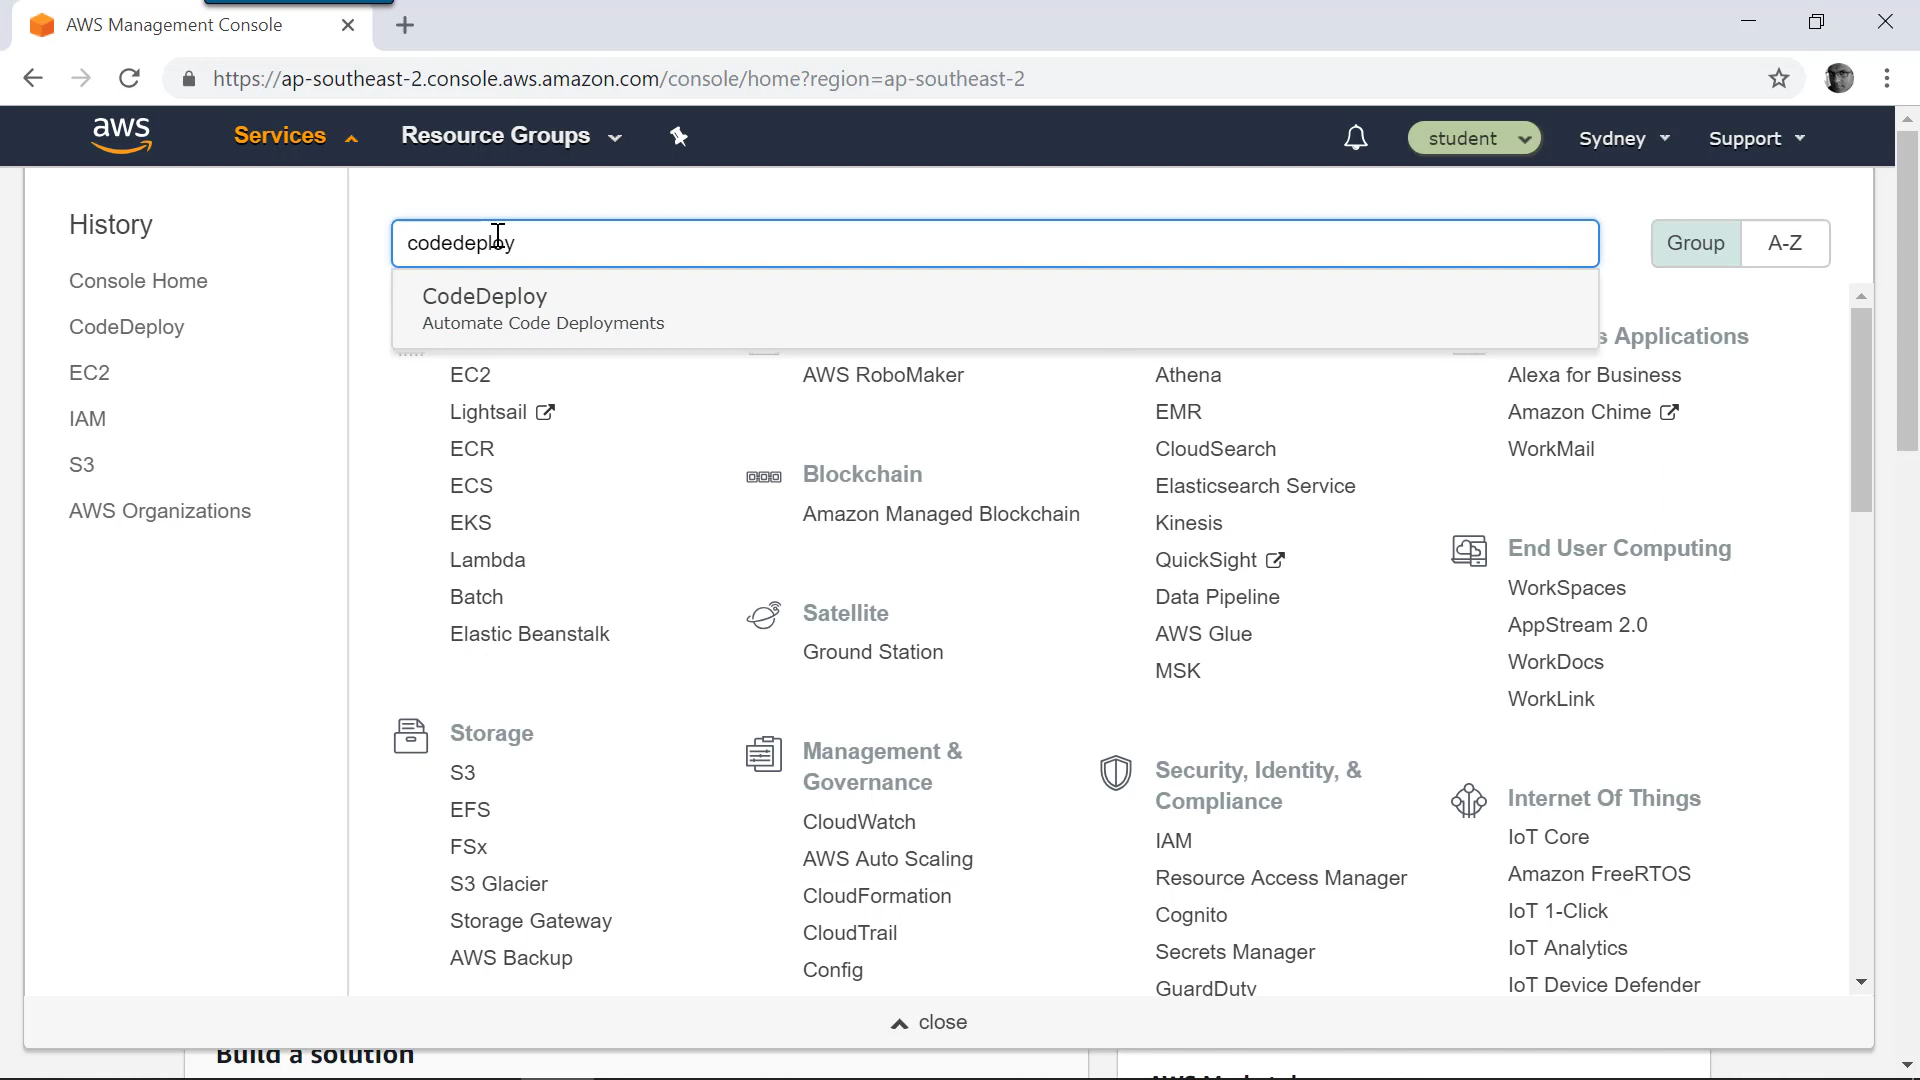 AWS Management Console
https://ap-southeast-2.console.aws.amazon.com/console/home?region=ap-southeast-2
aws
Services
Resource Groups
student
Sydney
Support
History
Console Home
CodeDeploy
EC2
IAM
S3
AWS Organizations
codedeploy
Group
A-Z
CodeDeploy
Automate Code Deployments
EC2
Lightsail
ECR
ECS
EKS
Lambda
Batch
Elastic Beanstalk
Storage
S3
EFS
FSx
S3 Glacier
Storage Gateway
AWS Backup
AWS RoboMaker
Blockchain
Amazon Managed Blockchain
Satellite
Ground Station
Management &
Governance
CloudWatch
AWS Auto Scaling
CloudFormation
CloudTrail
Config
Athena
EMR
CloudSearch
Elasticsearch Service
Kinesis
QuickSight
Data Pipeline
AWS Glue
MSK
Security, Identity, &
Compliance
IAM
Resource Access Manager
Cognito
Secrets Manager
GuardDuty
s Applications
Alexa for Business
Amazon Chime
WorkMail
End User Computing
WorkSpaces
AppStream 2.0
WorkDocs
WorkLink
Internet Of Things
IoT Core
Amazon FreeRTOS
IoT 1-Click
IoT Analytics
IoT Device Defender
close
Build a solution